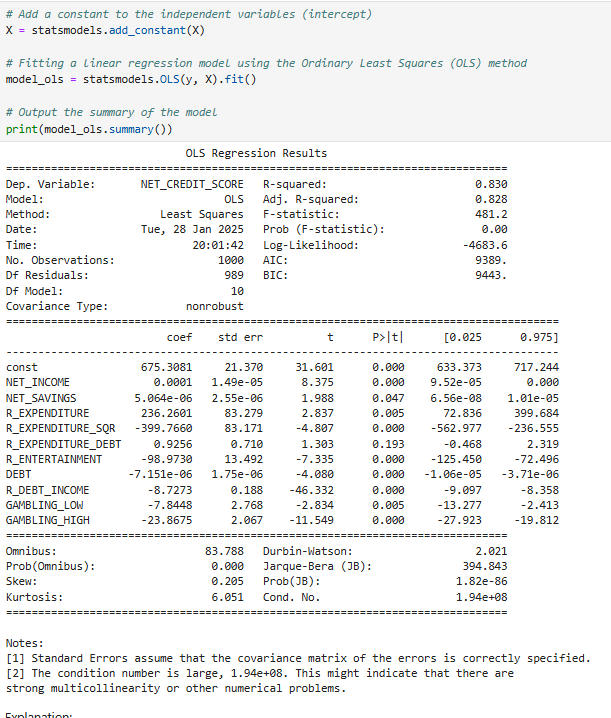 # Add a constant to the independent variables (intercept)
X = statsmodels.add_constant(X)
# Fitting a linear regression model using the Ordinary Least Squares (OLS) method
model_ols = statsmodels.OLS(y, X).fit()
# Output the summary of the model
print(model_ols.summary())
OLS Regression Results
==============================================================================
Dep. Variable: NET_CREDIT_SCORE R-squared: 0.830
Model: OLS Adj. R-squared: 0.828
Method: Least Squares F-statistic: 481.2
Date: Tue, 28 Jan 2025 Prob (F-statistic): 0.00
Time: 20:01:42 Log-Likelihood: -4683.6
No. Observations: 1000 AIC: 9389.
Df Residuals: 989 BIC: 9443.
Df Model: 10
Covariance Type: nonrobust
=====================================================================================
coef std err t P>|t| [0.025 0.975]
-------------------------------------------------------------------------------------
const 675.3081 21.370 31.601 0.000 633.373 717.244
NET_INCOME 0.0001 1.49e-05 8.375 0.000 9.52e-05 0.000
NET_SAVINGS 5.064e-06 2.55e-06 1.988 0.047 6.56e-08 1.01e-05
R_EXPENDITURE 236.2601 83.279 2.837 0.005 72.836 399.684
R_EXPENDITURE_SQR -399.7660 83.171 -4.807 0.000 -562.977 -236.555
R_EXPENDITURE_DEBT 0.9256 0.710 1.303 0.193 -0.468 2.319
R_ENTERTAINMENT -98.9730 13.492 -7.335 0.000 -125.450 -72.496
DEBT -7.151e-06 1.75e-06 -4.080 0.000 -1.06e-05 -3.71e-06
R_DEBT_INCOME -8.7273 0.188 -46.332 0.000 -9.097 -8.358
GAMBLING_LOW -7.8448 2.768 -2.834 0.005 -13.277 -2.413
GAMBLING_HIGH -23.8675 2.067 -11.549 0.000 -27.923 -19.812
==============================================================================
Omnibus: 83.788 Durbin-Watson: 2.021
Prob(Omnibus): 0.000 Jarque-Bera (JB): 394.843
Skew: 0.205 Prob(JB): 1.82e-86
Kurtosis: 6.051 Cond. No. 1.94e+08
==============================================================================
Notes:
[1] Standard Errors assume that the covariance matrix of the errors is correctly specified.
[2] The condition number is large, 1.94e+08. This might indicate that there are
strong multicollinearity or other numerical problems.
Explanation: